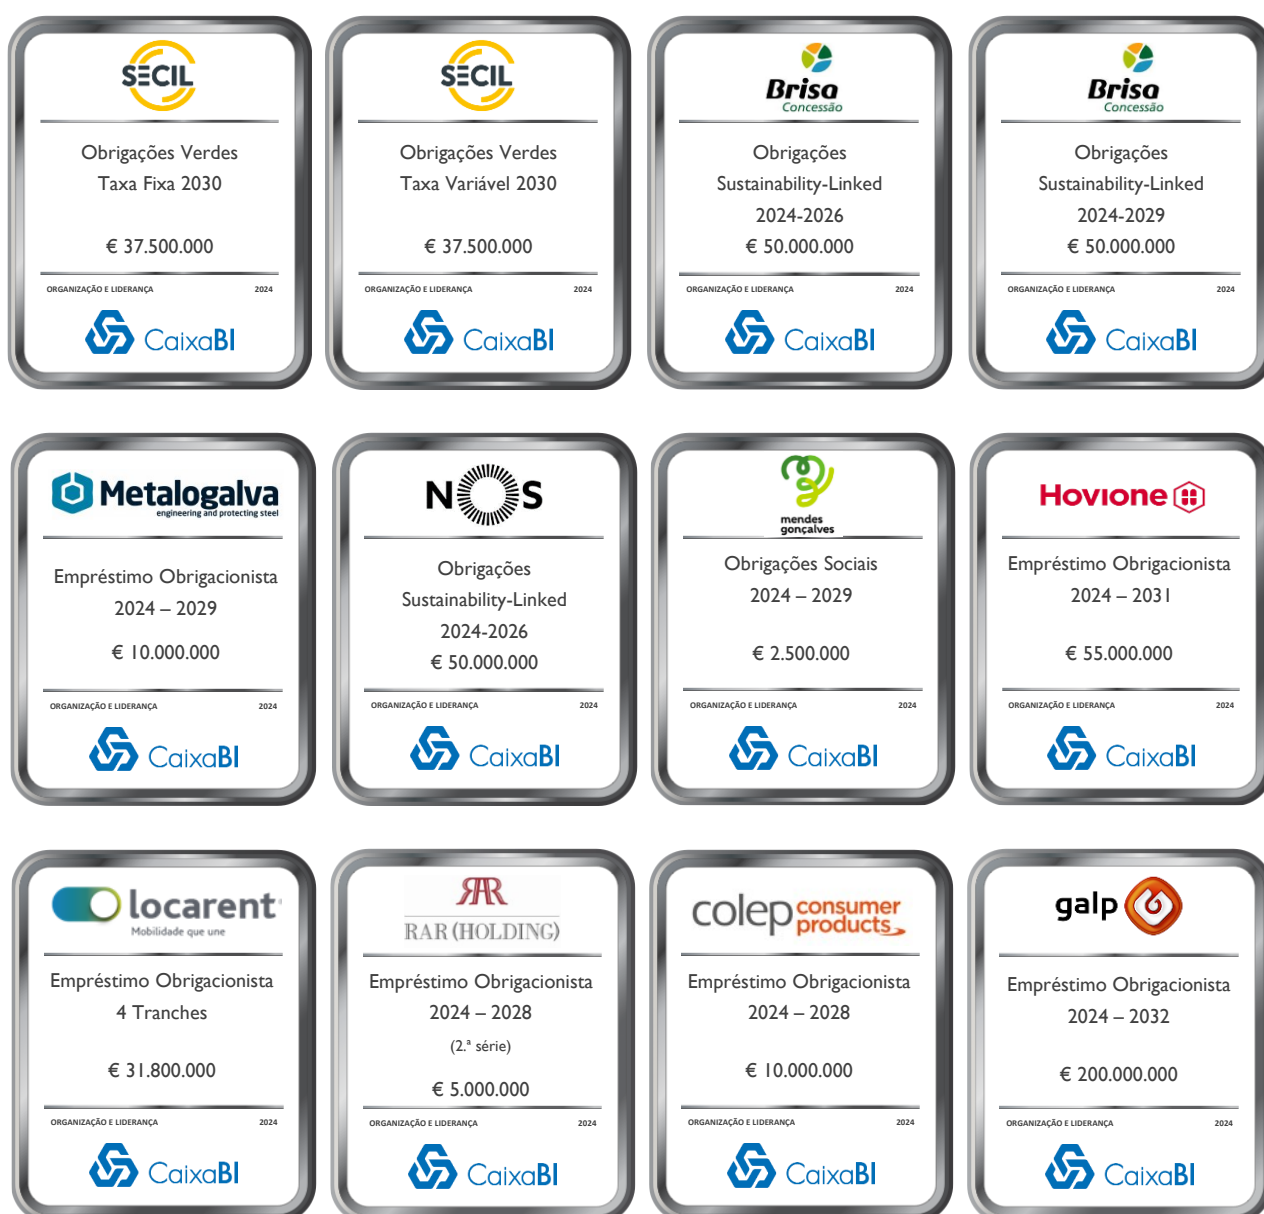 SECIL
Obrigações Verdes
Taxa Fixa 2030
€ 37.500.000
ORGANIZAÇÃO E LIDERANÇA 2024
CaixaBI
SECIL
Obrigações Verdes
Taxa Variável 2030
€ 37.500.000
ORGANIZAÇÃO E LIDERANÇA 2024
CaixaBI
Brisa
Concessão
Obrigações
Sustainability-Linked
2024-2026
€ 50.000.000
ORGANIZAÇÃO E LIDERANÇA 2024
CaixaBI
Brisa
Concessão
Obrigações
Sustainability-Linked
2024-2029
€ 50.000.000
ORGANIZAÇÃO E LIDERANÇA 2024
CaixaBI
Metalogalva
engineering and protecting steel
Empréstimo Obrigacionista
2024 – 2029
€ 10.000.000
ORGANIZAÇÃO E LIDERANÇA 2024
CaixaBI
NOS
Obrigações
Sustainability-Linked
2024-2026
€ 50.000.000
ORGANIZAÇÃO E LIDERANÇA 2024
CaixaBI
mendes
gonçalves
Obrigações Sociais
2024 – 2029
€ 2.500.000
ORGANIZAÇÃO E LIDERANÇA 2024
CaixaBI
Hovione
Empréstimo Obrigacionista
2024 – 2031
€ 55.000.000
ORGANIZAÇÃO E LIDERANÇA 2024
CaixaBI
locarent
Mobilidade que une
Empréstimo Obrigacionista
4 Tranches
€ 31.800.000
ORGANIZAÇÃO E LIDERANÇA 2024
CaixaBI
RAR
RAR (HOLDING)
Empréstimo Obrigacionista
2024 – 2028
(2.ª série)
€ 5.000.000
ORGANIZAÇÃO E LIDERANÇA 2024
CaixaBI
colep consumer
products
Empréstimo Obrigacionista
2024 – 2028
€ 10.000.000
ORGANIZAÇÃO E LIDERANÇA 2024
CaixaBI
galp
Empréstimo Obrigacionista
2024 – 2032
€ 200.000.000
ORGANIZAÇÃO E LIDERANÇA 2024
CaixaBI